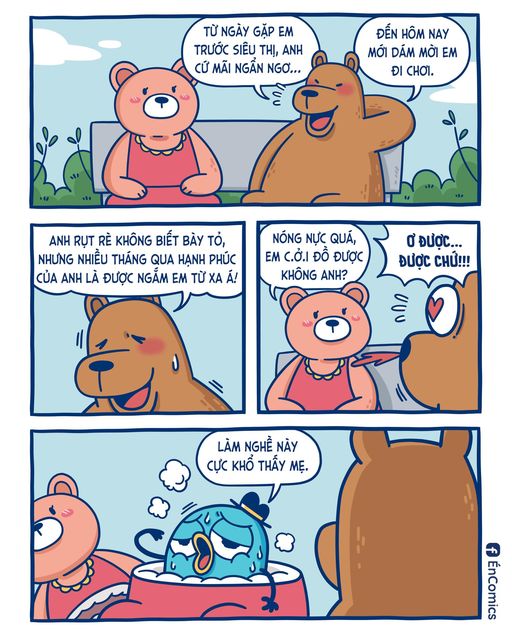 TỪ NGÀY GẶP EM
TRƯỚC SIÊU THỊ, ANH
CỨ MÃI NGẨN NGƠ...
ĐẾN HÔM NAY
MỚI DÁM MỜI EM
ĐI CHƠI.
ANH RỤT RÈ KHÔNG BIẾT BÀY TỎ,
NHƯNG NHIỀU THÁNG QUA HẠNH PHÚC
CỦA ANH LÀ ĐƯỢC NGẮM EM TỪ XA Á!
NÓNG NỰC QUÁ,
EM C.Ở.I ĐỒ ĐƯỢC
KHÔNG ANH?
Ơ ĐƯỢC...
ĐƯỢC CHỨ!!!
LÀM NGHỀ NÀY
CỰC KHỔ THẤY MẸ.
ÉnComics